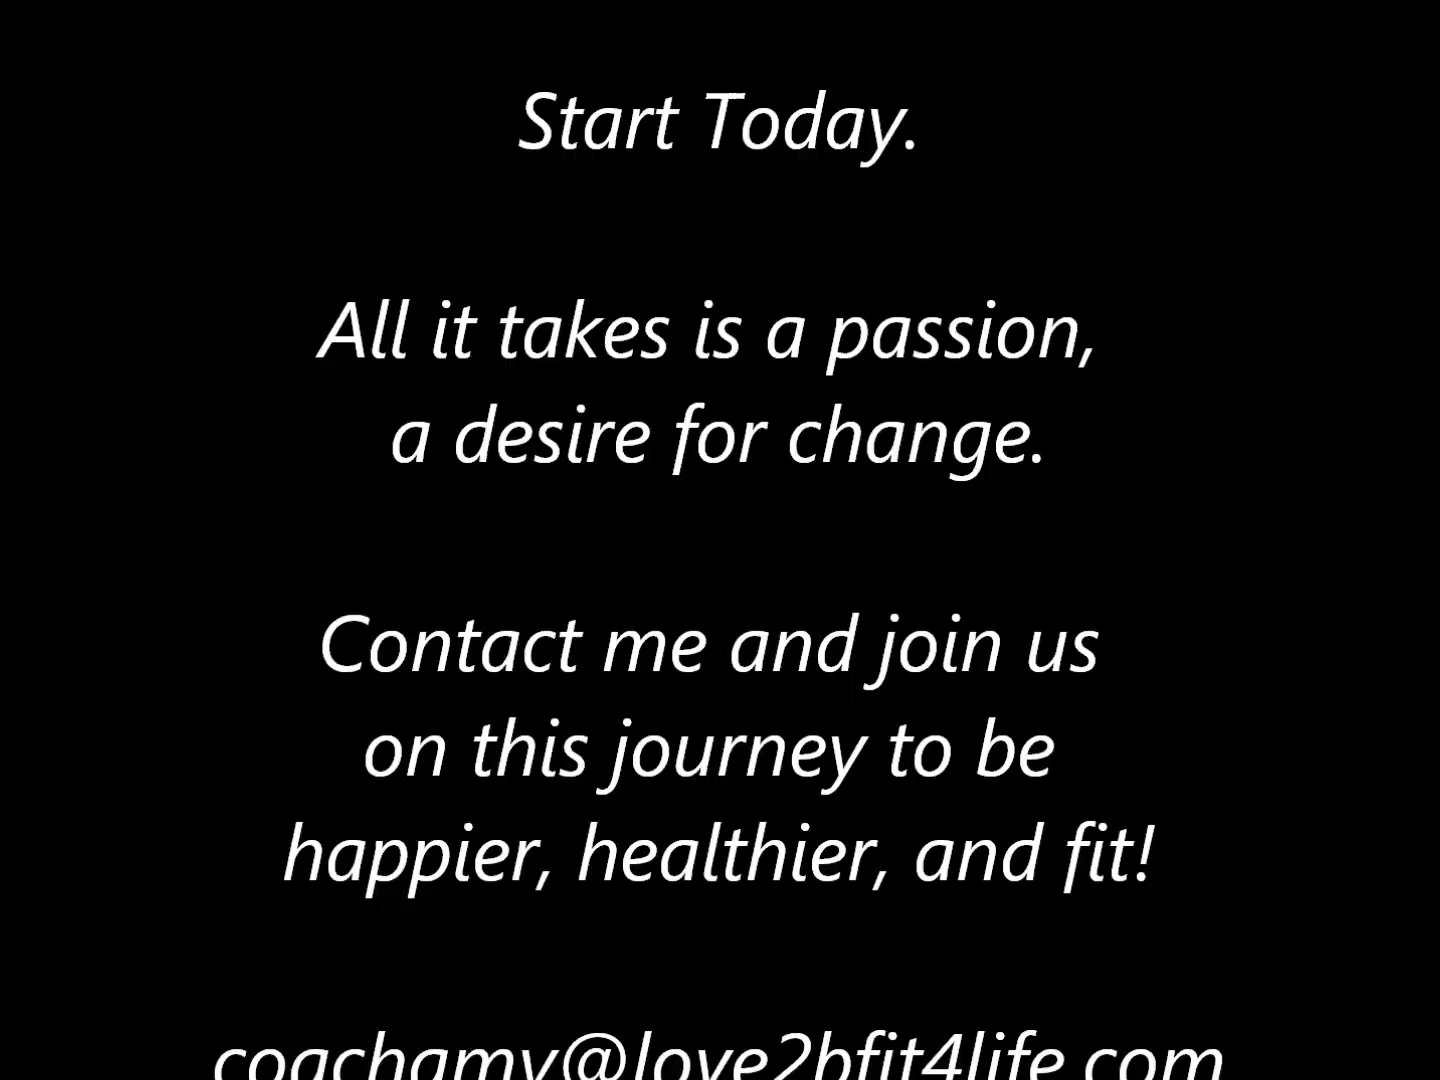 Start Today.
All it takes is a passion,
a desire for change.
Contact me and join us
on this journey to be
happier, healthier, and fit!
coachamy@love2bfit4life.com